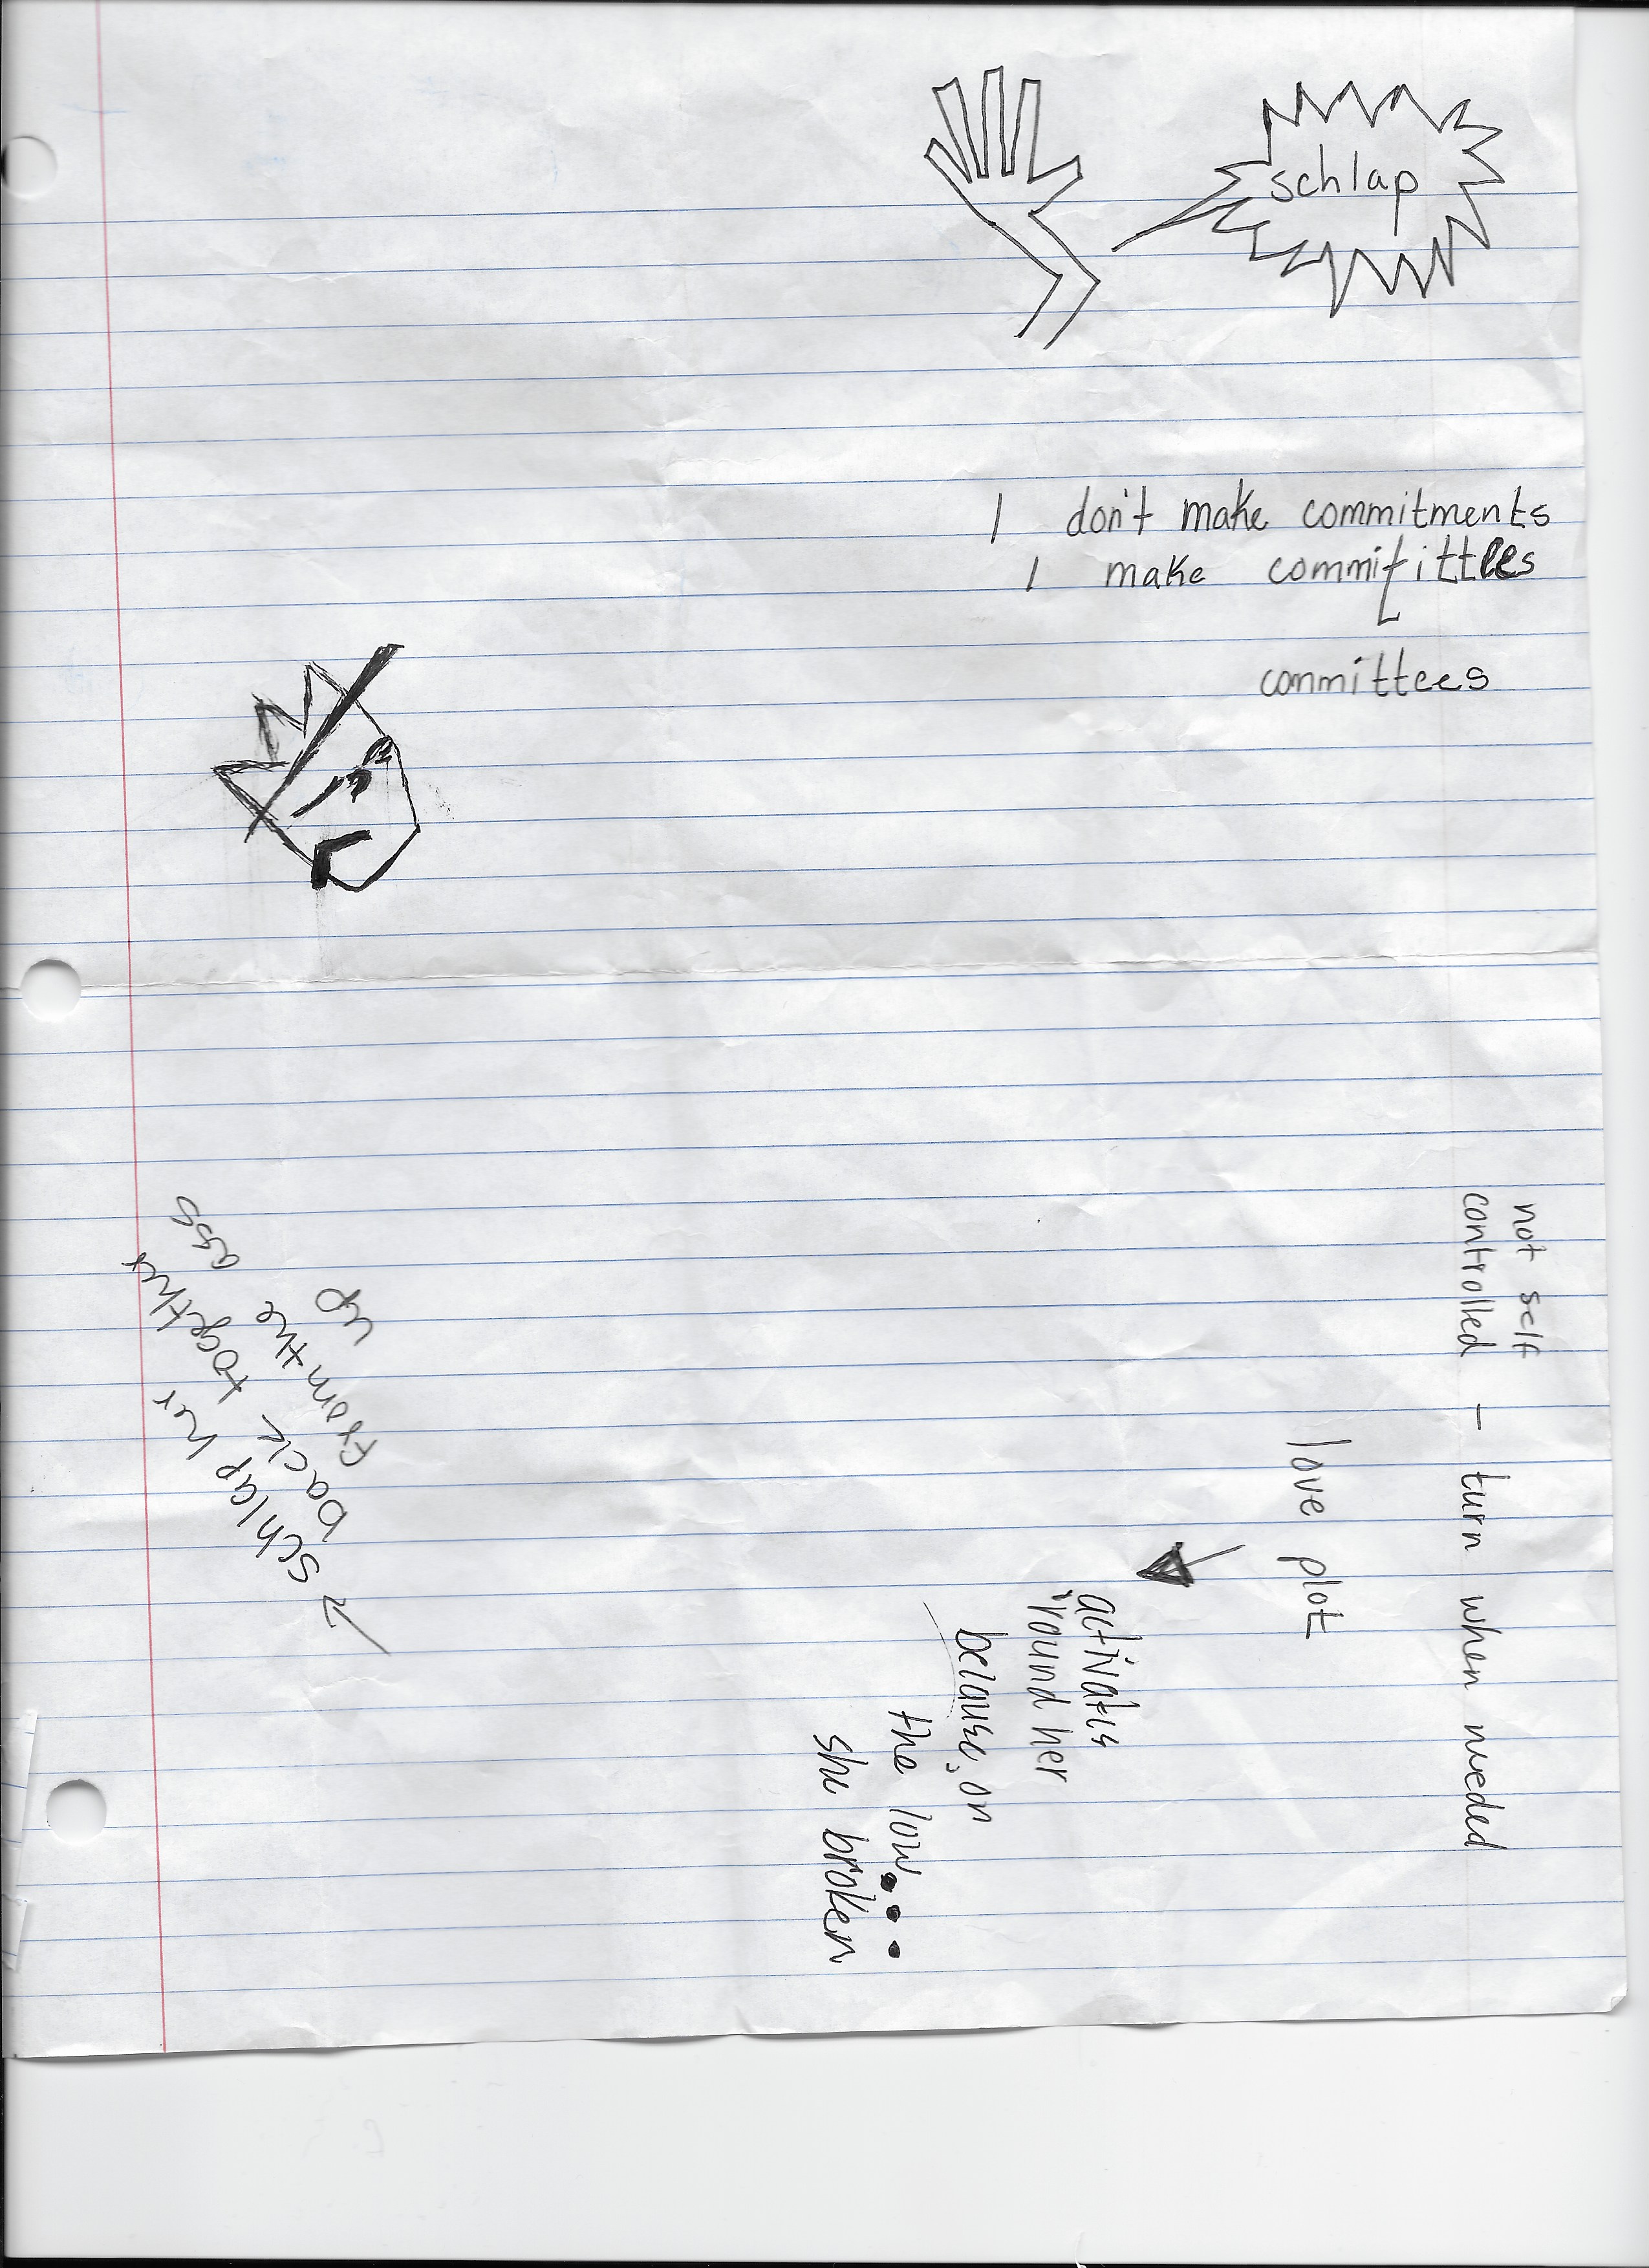 schlap
I don't make commitments
I make
committees
not self
controlled – turn when needed
love plot
activates
'round her
because, on
the low...
she broken
schlap her
back together
from the ass
up